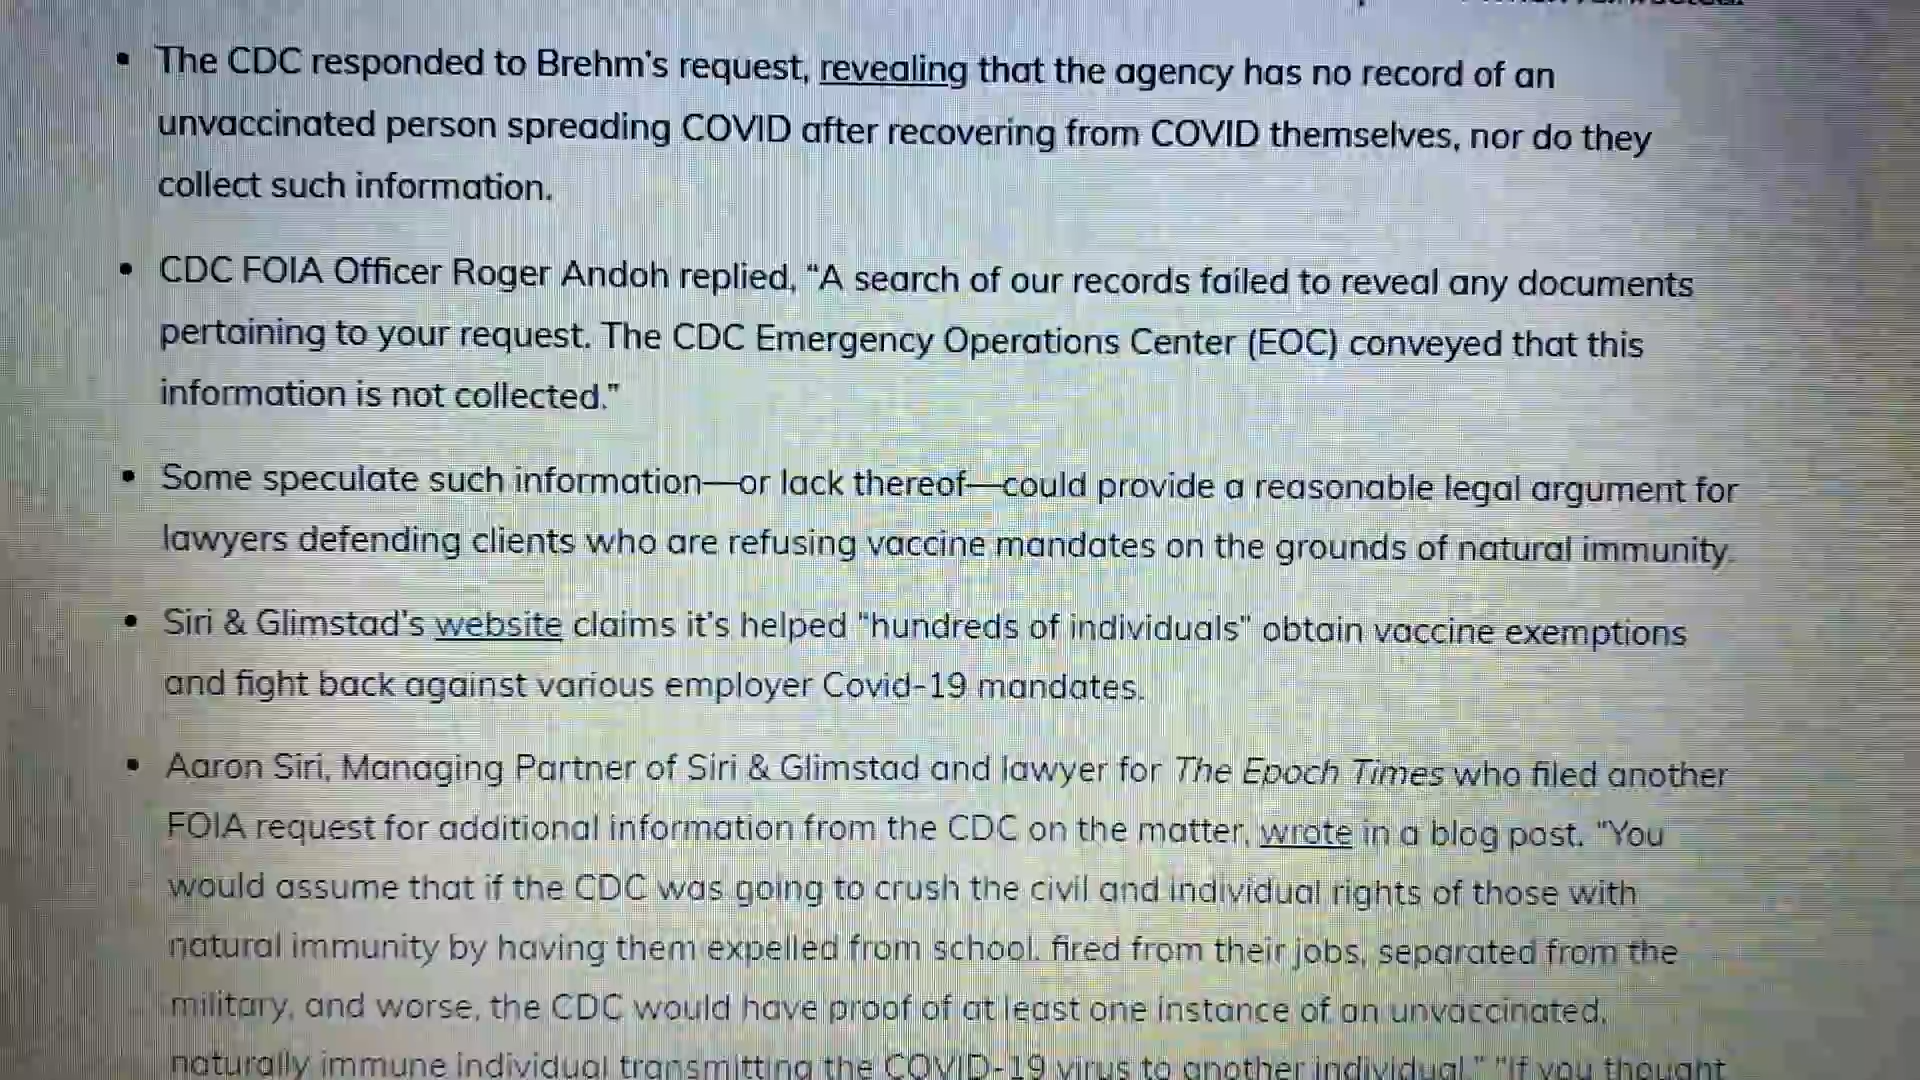 • The CDC responded to Brehm's request, revealing that the agency has no record of an
unvaccinated person spreading COVID after recovering from COVID themselves, nor do they
collect such information.
• CDC FOIA Officer Roger Andoh replied, “A search of our records failed to reveal any documents
pertaining to your request. The CDC Emergency Operations Center (EOC) conveyed that this
information is not collected.”
• Some speculate such information—or lack thereof—could provide a reasonable legal argument for
lawyers defending clients who are refusing vaccine mandates on the grounds of natural immunity.
• Siri & Glimstad's website claims it's helped “hundreds of individuals” obtain vaccine exemptions
and fight back against various employer Covid-19 mandates.
• Aaron Siri, Managing Partner of Siri & Glimstad and lawyer for The Epoch Times who filed another
FOIA request for additional information from the CDC on the matter, wrote in a blog post, “You
would assume that if the CDC was going to crush the civil and individual rights of those with
natural immunity by having them expelled from school, fired from their jobs, separated from the
military, and worse, the CDC would have proof of at least one instance of an unvaccinated,
naturally immune individual transmitting the COVID-19 virus to another individual.” “If you thought